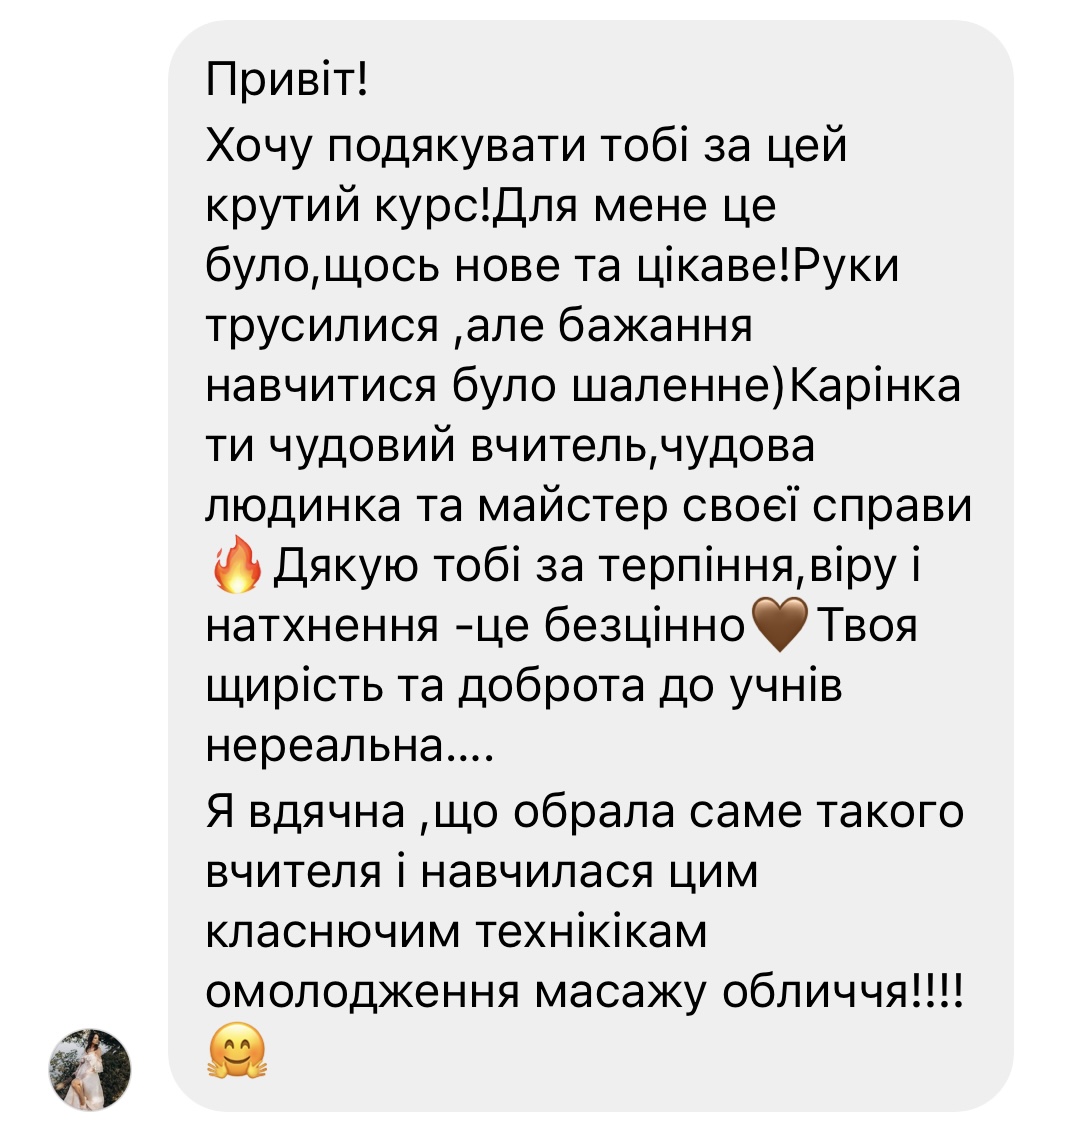 Привіт!
Хочу подякувати тобі за цей
крутий курс!Для мене це
було,щось нове та цікаве!Руки
трусилися ,але бажання
навчитися було шаленне)Карінка
ти чудовий вчитель,чудова
людинка та майстер своєї справи
🔥Дякую тобі за терпіння,віру і
натхнення -це безцінно🤎Твоя
щирість та доброта до учнів
нереальна....
Я вдячна ,що обрала саме такого
вчителя і навчилася цим
класнючим технікікам
омолодження масажу обличчя!!!!
🤗